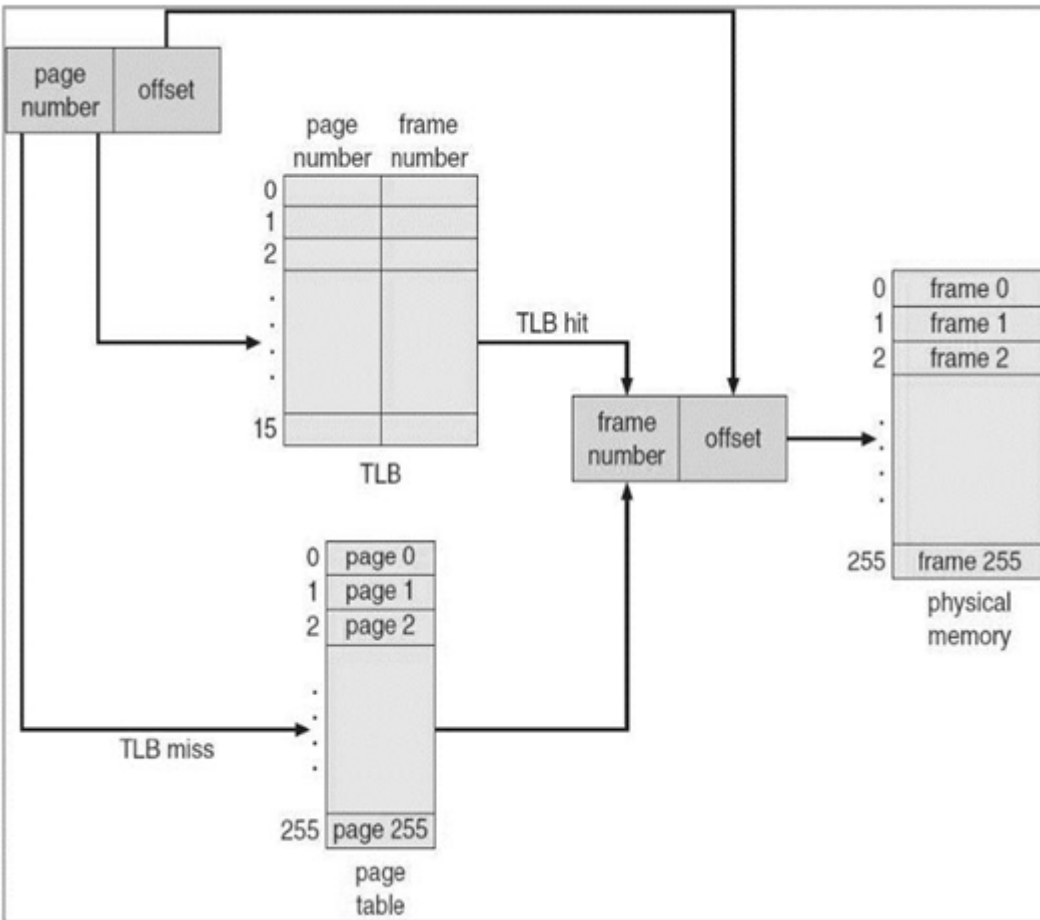 page
number
offset
page
number
frame
number
0
1
2
15
TLB
TLB hit
frame
number
offset
0 frame 0
1 frame 1
2 frame 2
255 frame 255
physical
memory
TLB miss
0 page 0
1 page 1
2 page 2
255 page 255
page
table